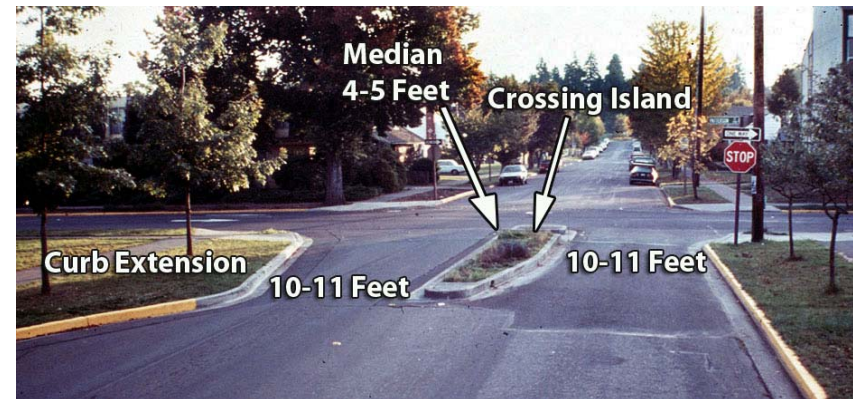 Median
4-5 Feet
Crossing Island
ONE WAY
STOP
Curb Extension
10-11 Feet
10-11 Feet